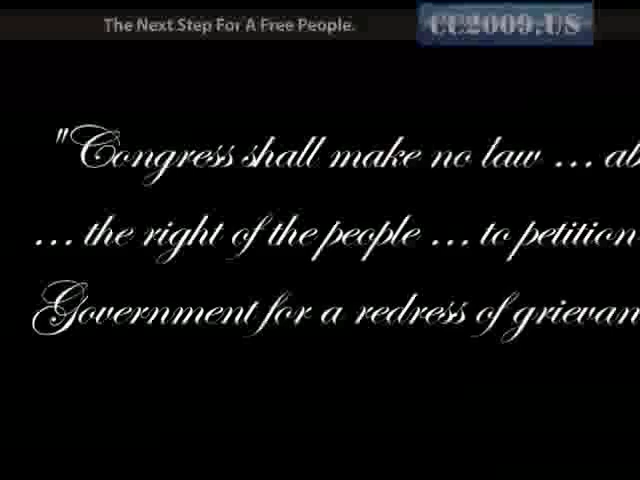 The Next Step For A Free People.
CC2009.US
"Congress shall make no law ... ab
... the right of the people ... to petition
Government for a redress of grievan